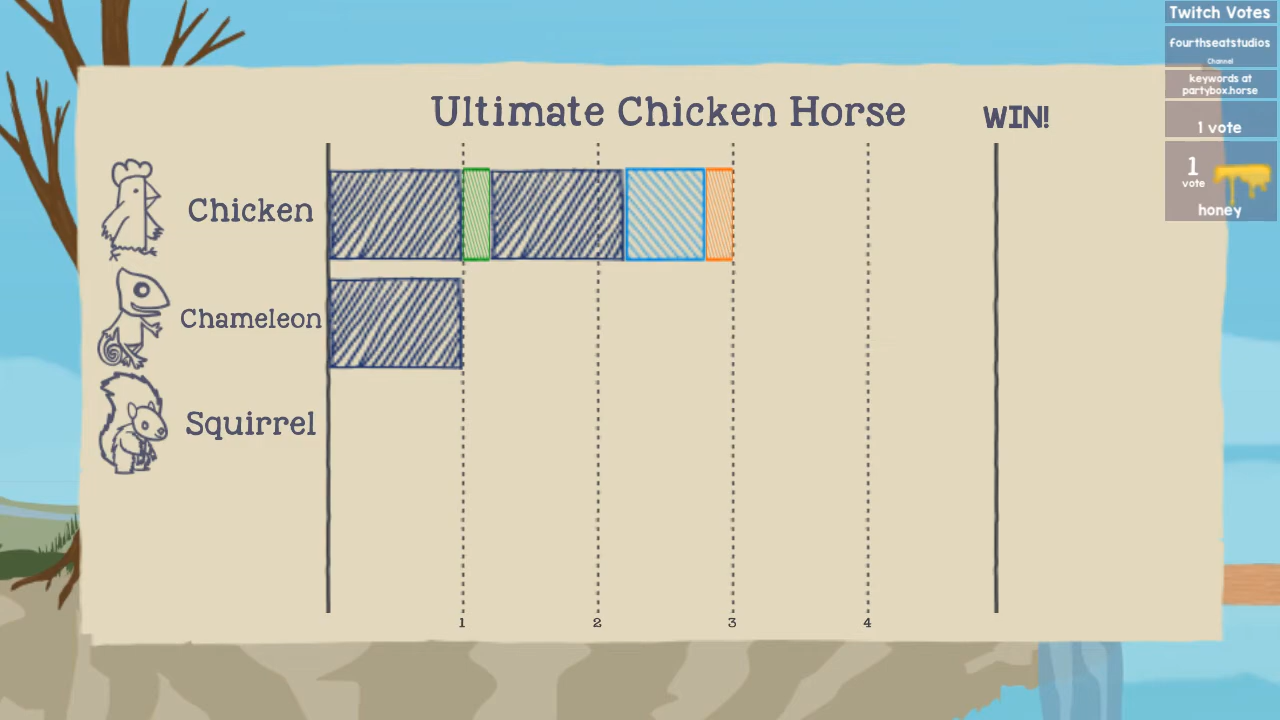 Twitch Votes
fourthseatstudios
Channel
keywords at
partybox.horse
1 vote
1
vote
honey
Ultimate Chicken Horse
WIN!
Chicken
Chameleon
Squirrel
1
2
3
4